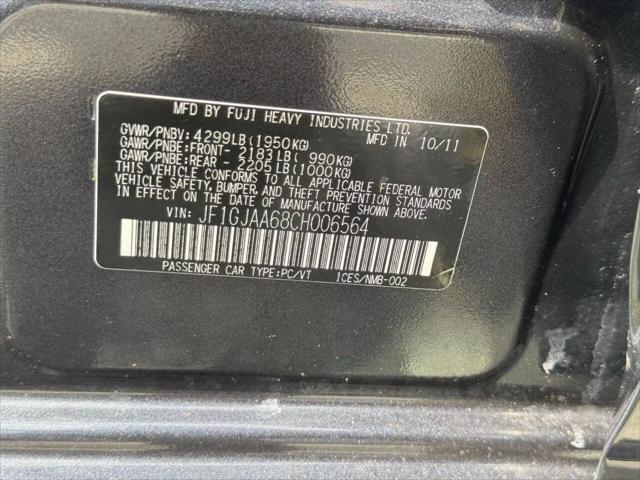 MFD BY FUJI HEAVY INDUSTRIES LTD.
GVWR/PNBV: 4299LB(1950KG) MFD IN 10/11
GAWR/PNBE:FRONT- 2183LB( 990KG)
GAWR/PNBE:REAR - 2205LB(1000KG)
THIS VEHICLE CONFORMS TO ALL APPLICABLE FEDERAL MOTOR
VEHICLE SAFETY, BUMPER, AND THEFT PREVENTION STANDARDS
IN EFFECT ON THE DATE OF MANUFACTURE SHOWN ABOVE.
VIN: JF1GJAA68CH006564
PASSENGER CAR TYPE:PC/VT ICES/NMB-002